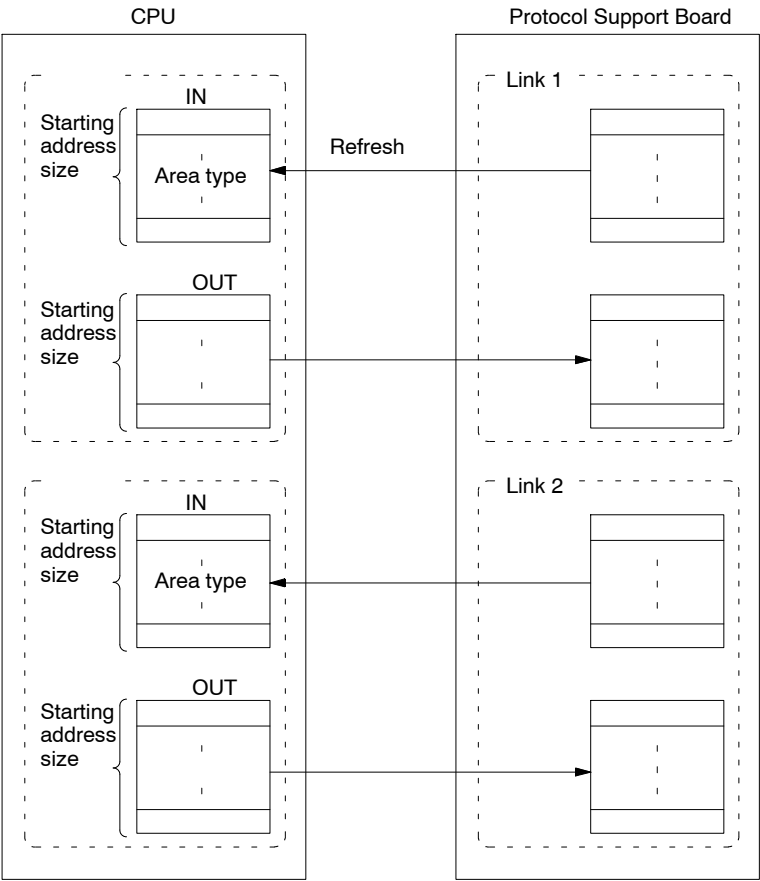 CPU
Protocol Support Board
Link 1
IN
Starting
address
size
Area type
Refresh
OUT
Starting
address
size
Link 2
IN
Starting
address
size
Area type
OUT
Starting
address
size